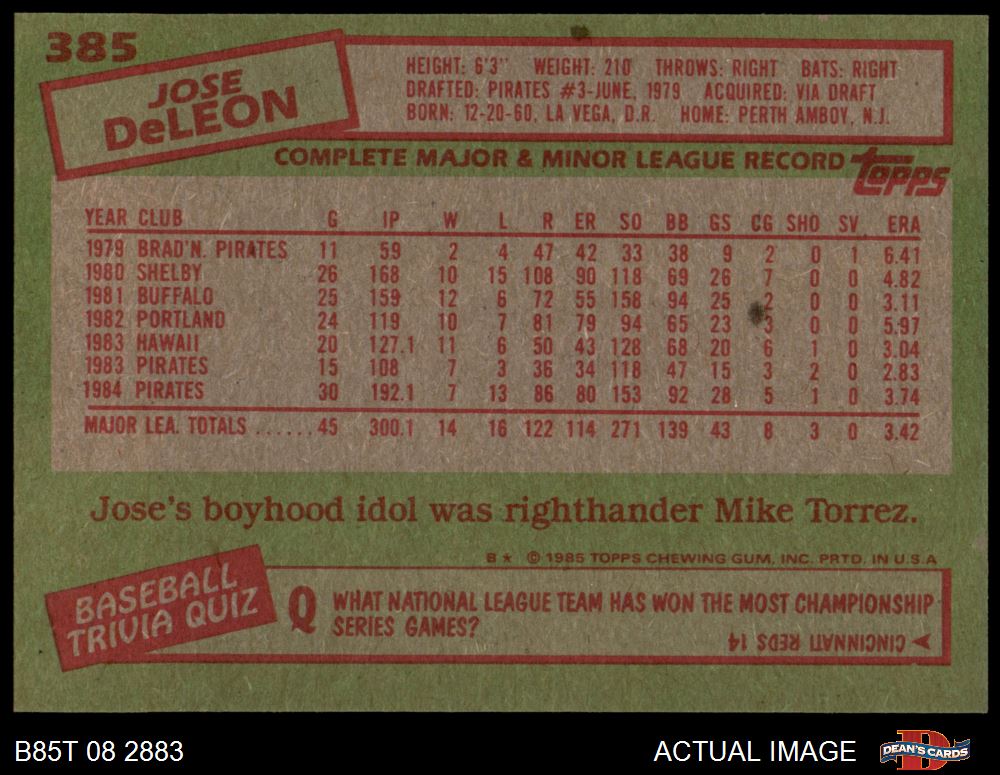 385
JOSE
DeLEON
HEIGHT: 6'3" WEIGHT: 210 THROWS: RIGHT BATS: RIGHT
DRAFTED: PIRATES #3-JUNE, 1979 ACQUIRED: VIA DRAFT
BORN: 12-20-60, LA VEGA, D.R. HOME: PERTH AMBOY, N.J.
COMPLETE MAJOR & MINOR LEAGUE RECORD topps
YEAR CLUB G IP W L R ER SO BB GS CG SHO SV. ERA
1979 BRAD'N. PIRATES 11 59 2 4 47 42 33 38 9 2 0 1 6.41
1980 SHELBY 26 168 10 15 108 90 118 69 26 7 0 0 4.82
1981 BUFFALO 25 159 12 6 72 55 158 94 25 2 0 0 3.11
1982 PORTLAND 24 119 10 7 81 79 94 65 23 3 0 0 5.97
1983 HAWAII 20 127.1 11 6 50 43 128 68 20 6 1 0 3.04
1983 PIRATES 15 108 7 3 36 34 118 47 15 3 2 0 2.83
1984 PIRATES 30 192.1 7 13 86 80 153 92 28 5 1 0 3.74
MAJOR LEA. TOTALS ......45 300.1 14 16 122 114 271 139 43 8 3 0 3.42
Jose's boyhood idol was righthander Mike Torrez.
B★ © 1985 TOPPS CHEWING GUM, INC. PRTD. IN U.S.A.
BASEBALL
TRIVIA QUIZ
Q WHAT NATIONAL LEAGUE TEAM HAS WON THE MOST CHAMPIONSHIP
SERIES GAMES?
CINCINNATI REDS 14
B85T 08 2883
ACTUAL IMAGE
D
DEAN'S CARDS